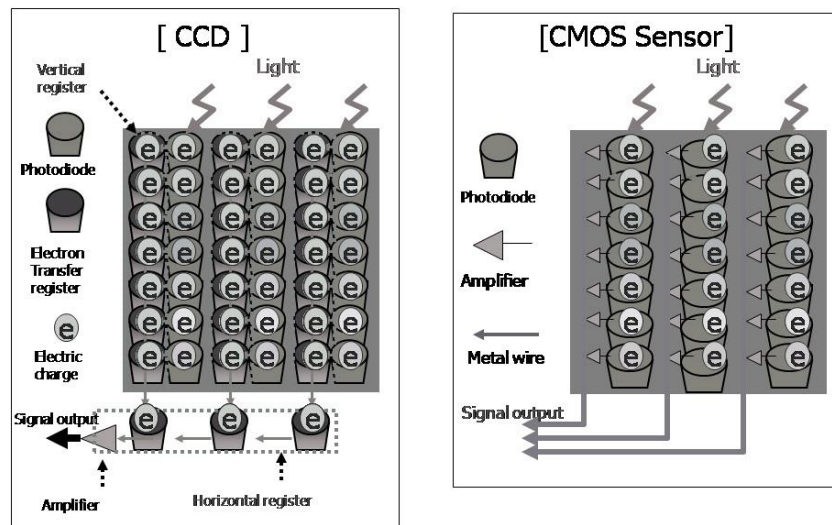 [ CCD ]
Vertical
register
Light
Photodiode
Electron
Transfer
register
Electric
charge
Signal output
Amplifier
Horizontal register
e e e e e e
e e e e e e
e e e e e e
e e e e e e
e e e e e e
e e e e e e
e e e e e e
e e e
e
[CMOS Sensor]
Light
Photodiode
Amplifier
Metal wire
Signal output
e e e
e e e
e e e
e e e
e e e
e e e
e e e